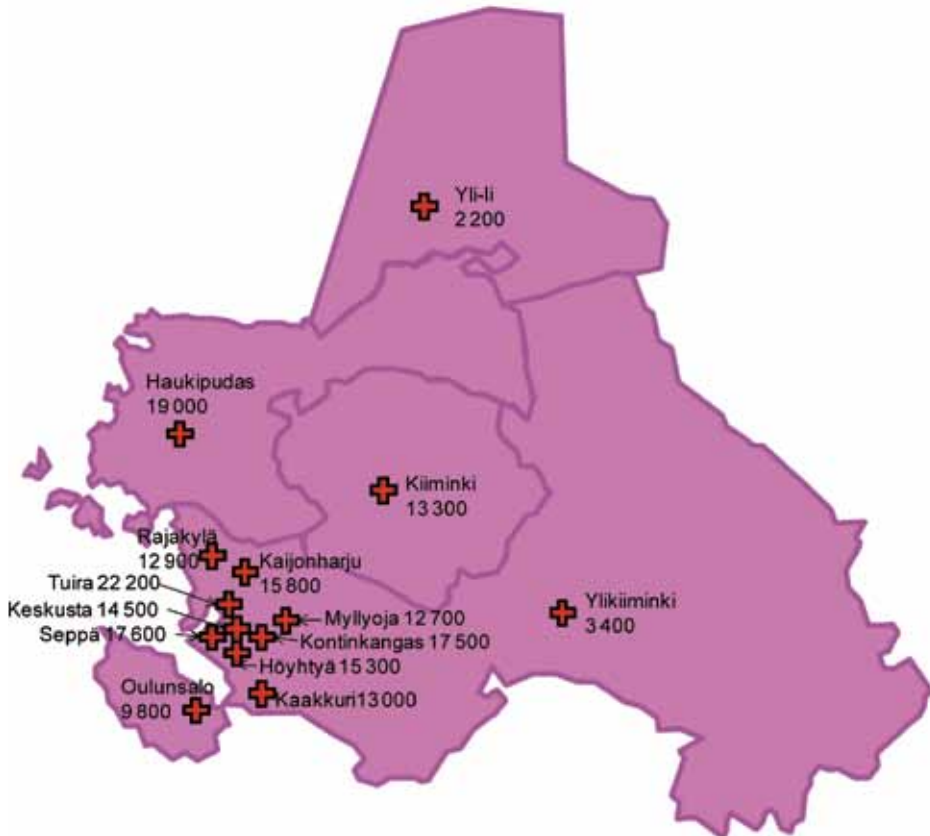 Yli-Ii
2 200
Haukipudas
19 000
Kiiminki
13 300
Rajakylä
12 900
Kaijonharju
15 800
Tuira 22 200
Keskusta 14 500
Seppä 17 600
Myllyoja 12 700
Kontinkangas 17 500
Höyhtyä 15 300
Kaakkuri 13 000
Ylikiiminki
3 400
Oulunsalo
9 800